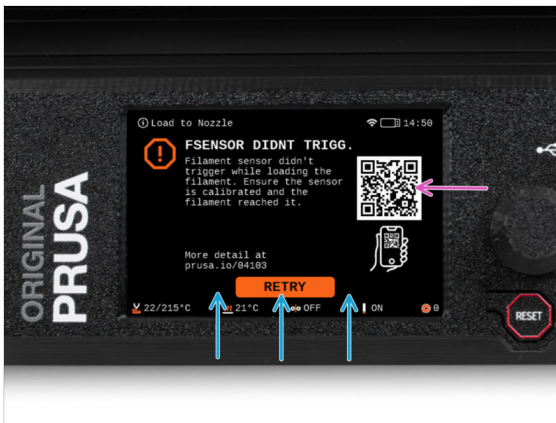 ORIGINAL
PRUSA
Load to Nozzle
14:50
FSENSOR DIDNT TRIGG.
Filament sensor didn't
trigger while loading the
filament. Ensure the sensor
is calibrated and the
filament reached it.
More detail at
prusa.io/04103
RETRY
22/215°C
21°C
OFF
ON
0
RESET